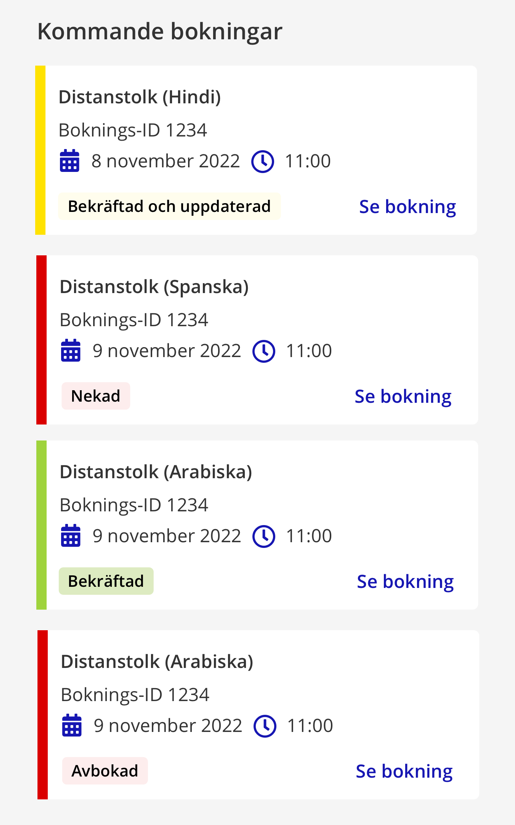 Kommande bokningar
Distanstolk (Hindi)
Boknings-ID 1234
8 november 2022 11:00
Bekräftad och uppdaterad Se bokning
Distanstolk (Spanska)
Boknings-ID 1234
9 november 2022 11:00
Nekad Se bokning
Distanstolk (Arabiska)
Boknings-ID 1234
9 november 2022 11:00
Bekräftad Se bokning
Distanstolk (Arabiska)
Boknings-ID 1234
9 november 2022 11:00
Avbokad Se bokning